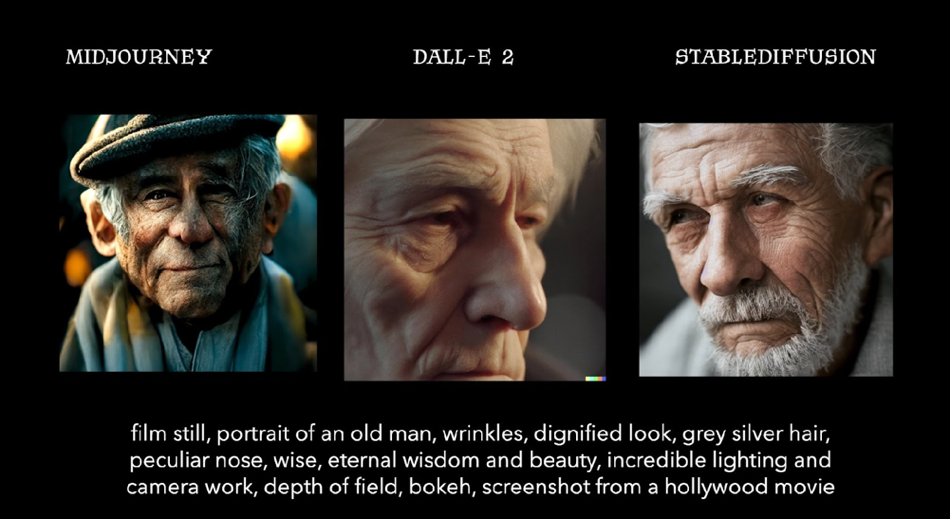 MIDJOURNEY
DALL-E 2
STABLEDIFFUSION
film still, portrait of an old man, wrinkles, dignified look, grey silver hair,
peculiar nose, wise, eternal wisdom and beauty, incredible lighting and
camera work, depth of field, bokeh, screenshot from a hollywood movie